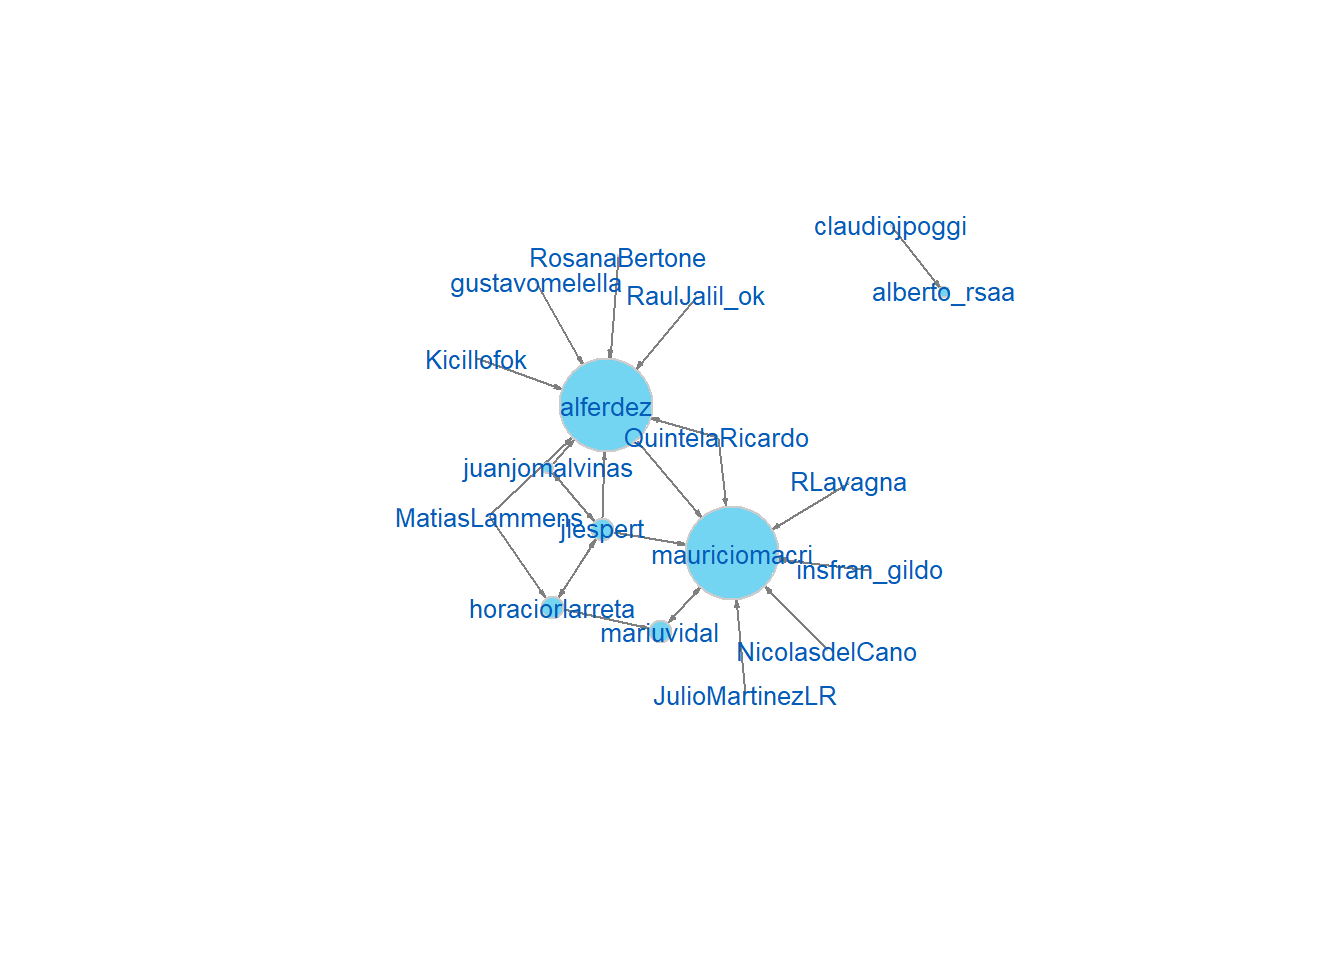 claudiojpoggi
RosanaBertone
gustavomelella
alberto_rsaa
RaulJalil_ok
Kicillofok
alferdez
QuintelaRicardo
juanjomalvinas
RLavagna
MatiasLammens
jlespert
mauriciomacri
insfran_gildo
horaciorlarreta
mariuvidal
NicolasdelCano
JulioMartinezLR